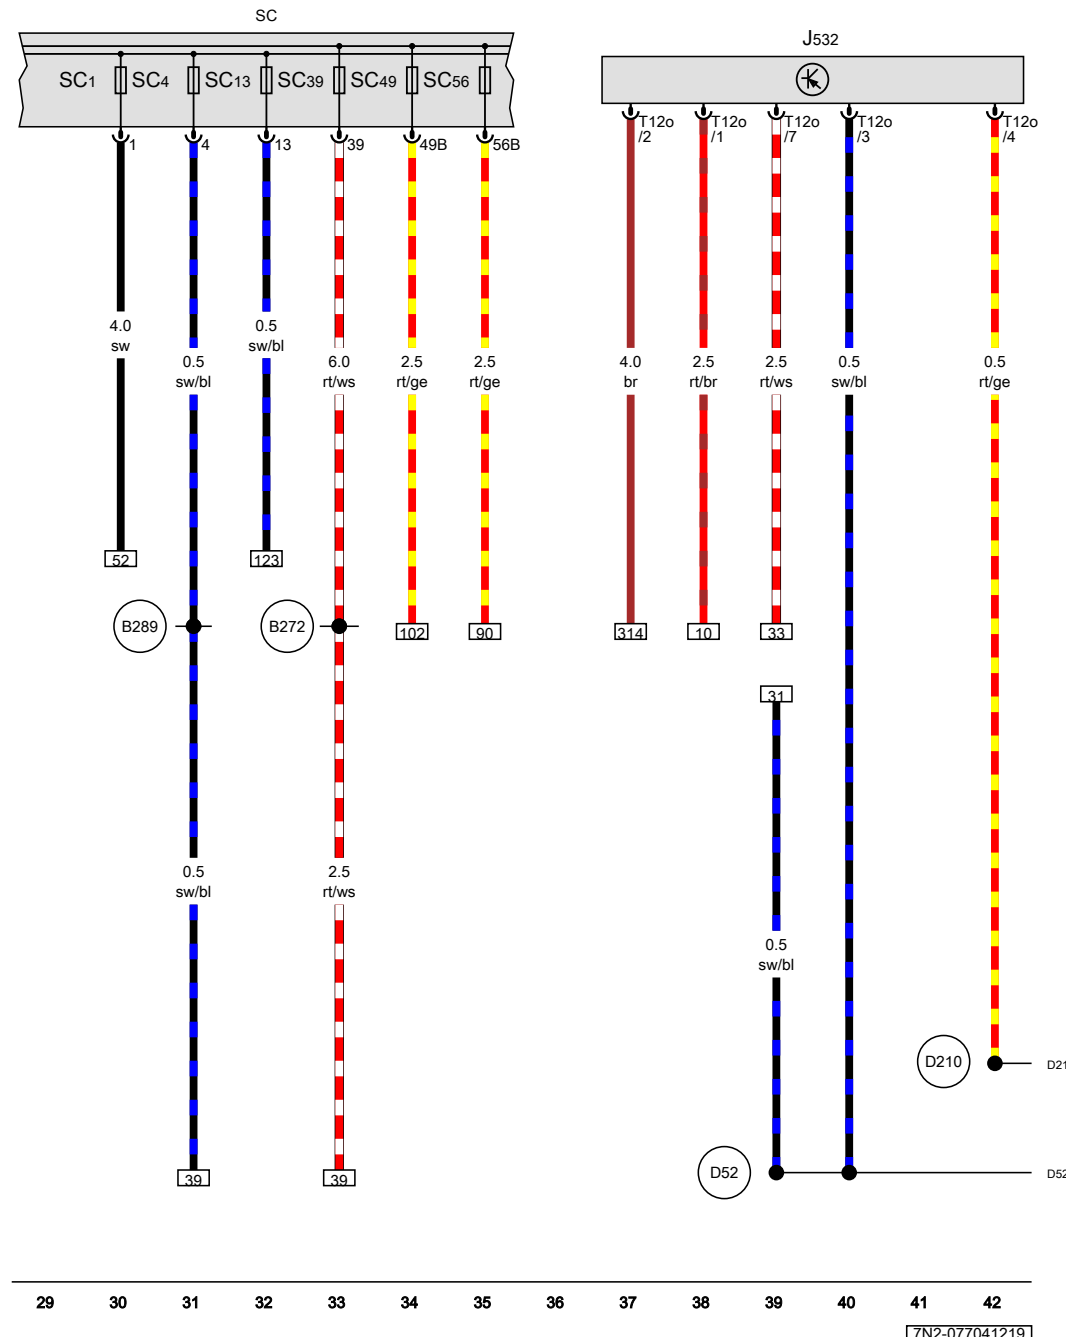 SC
J532
SC1 SC4 SC13 SC39 SC49 SC56
1 4 13 39 49B 56B
T12o T12o T12o T12o T12o
/2 /1 /7 /3 /4
4.0 0.5
sw sw/bl
0.5 6.0 2.5 2.5 4.0 2.5 2.5 0.5 0.5
sw/bl rt/ws rt/ge rt/ge br rt/br rt/ws sw/bl rt/ge
52 123
B289 B272 102 90 314 10 33
31
0.5 2.5
sw/bl rt/ws
0.5
sw/bl
D210 D21
D52 D52
39 39
29 30 31 32 33 34 35 36 37 38 39 40 41 42
7N2-077041219